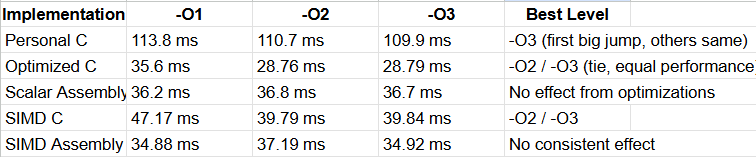 Implementation -O1 -O2 -O3 Best Level
Personal C 113.8 ms 110.7 ms 109.9 ms -O3 (first big jump, others same)
Optimized C 35.6 ms 28.76 ms 28.79 ms -O2 / -O3 (tie, equal performance
Scalar Assembly 36.2 ms 36.8 ms 36.7 ms No effect from optimizations
SIMD C 47.17 ms 39.79 ms 39.84 ms -O2 / -O3
SIMD Assembly 34.88 ms 37.19 ms 34.92 ms No consistent effect